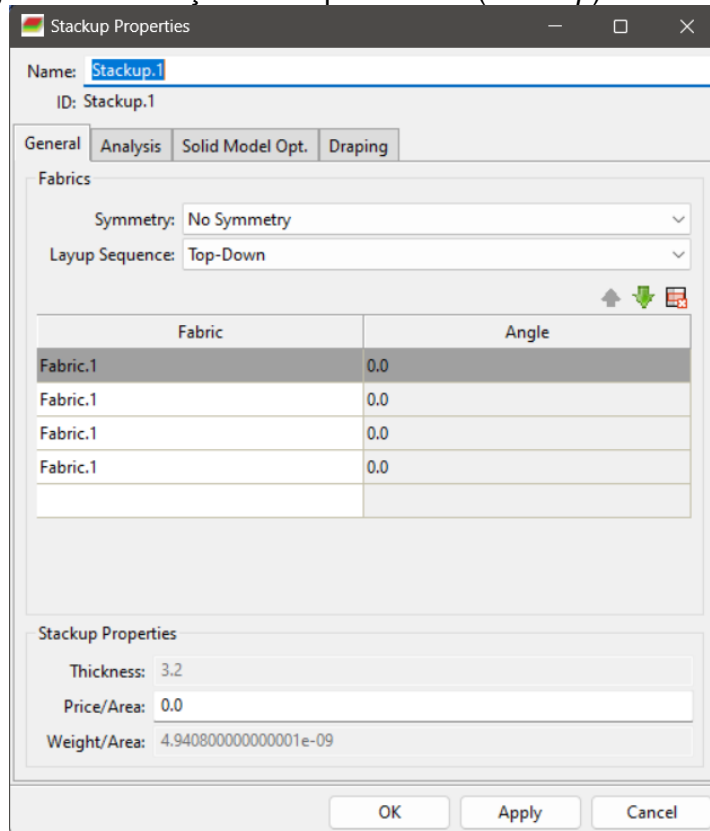 Stackup Properties
Name: Stackup.1
ID: Stackup.1
General Analysis Solid Model Opt. Draping
Fabrics
Symmetry: No Symmetry
Layup Sequence: Top-Down
Fabric Angle
Fabric.1 0.0
Fabric.1 0.0
Fabric.1 0.0
Fabric.1 0.0
Stackup Properties
Thickness: 3.2
Price/Area: 0.0
Weight/Area: 4.940800000000001e-09
OK Apply Cancel